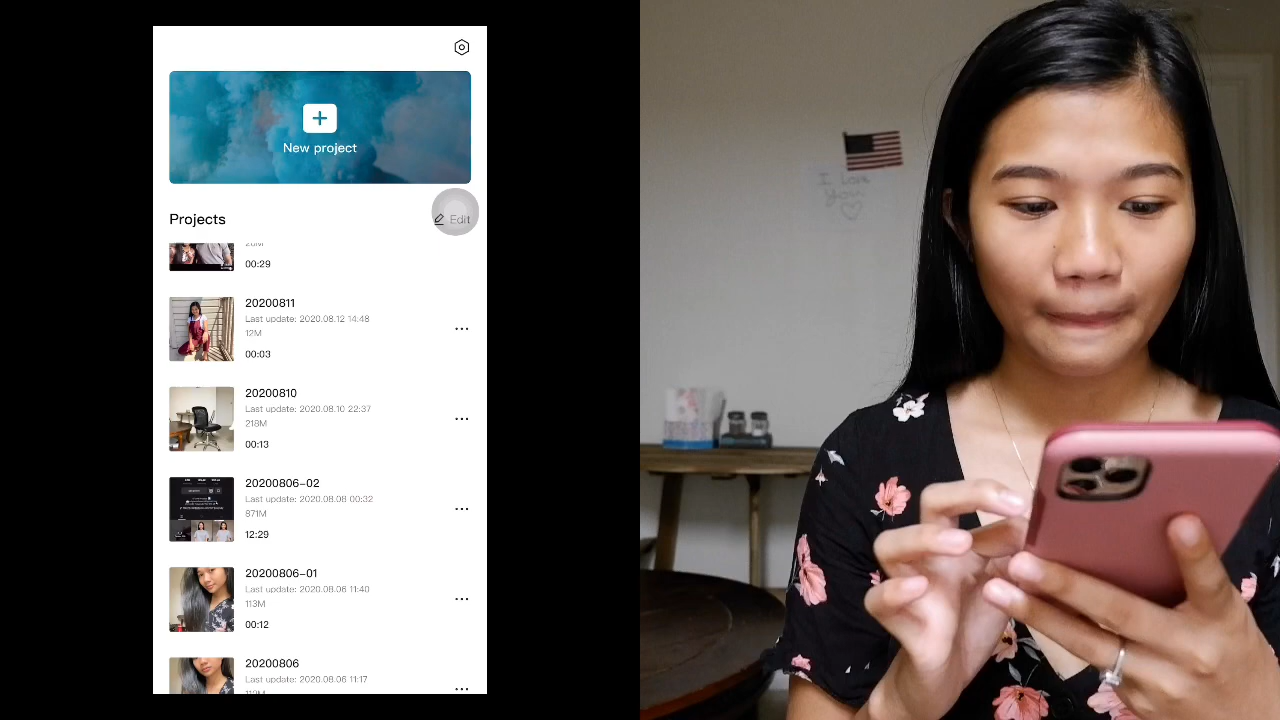 New project
Projects
Edit
00:29
20200811
Last update: 2020.08.12 14:48
12M
00:03
20200810
Last update: 2020.08.10 22:37
218M
00:13
20200806-02
Last update: 2020.08.08 00:32
871M
12:29
20200806-01
Last update: 2020.08.06 11:40
113M
00:12
20200806
Last update: 2020.08.06 11:17
I Love
you